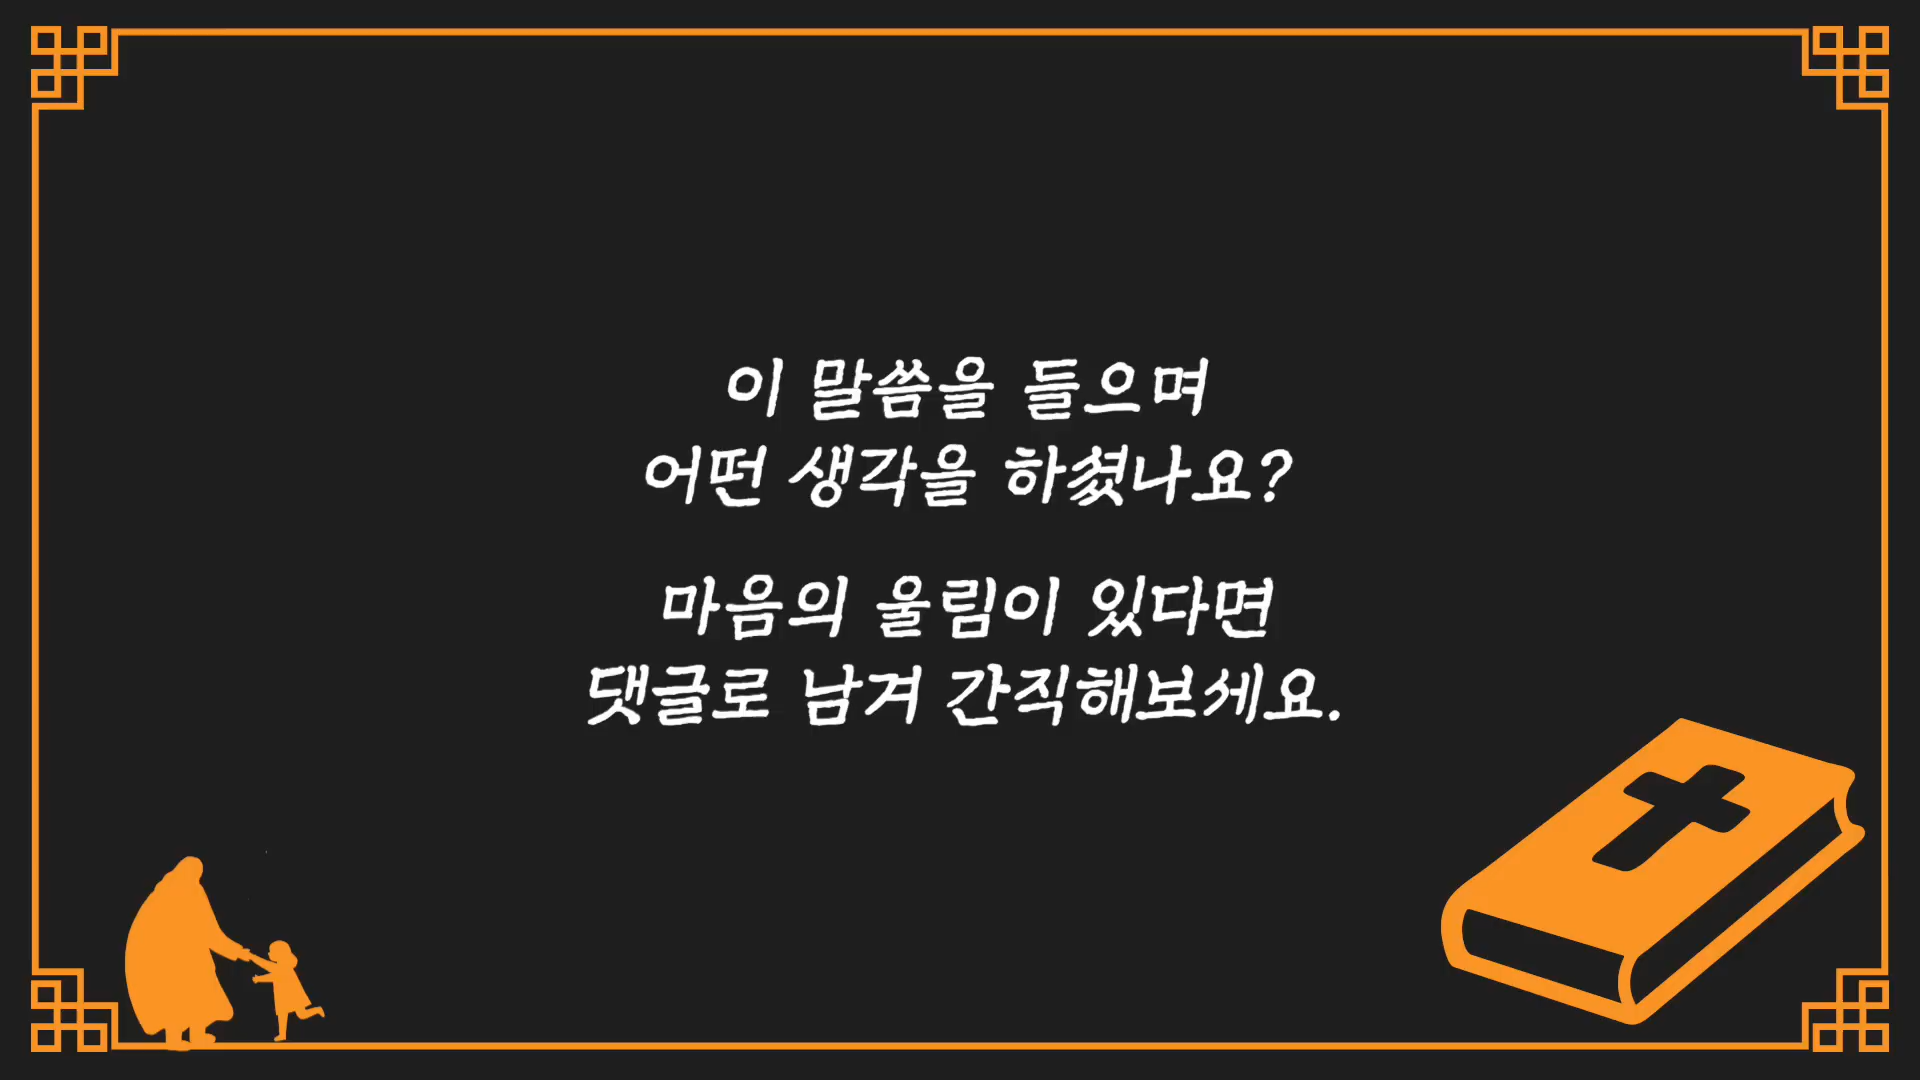 이 말씀을 들으며
어떤 생각을 하셨나요?
마음의 울림이 있다면
댓글로 남겨 간직해보세요.